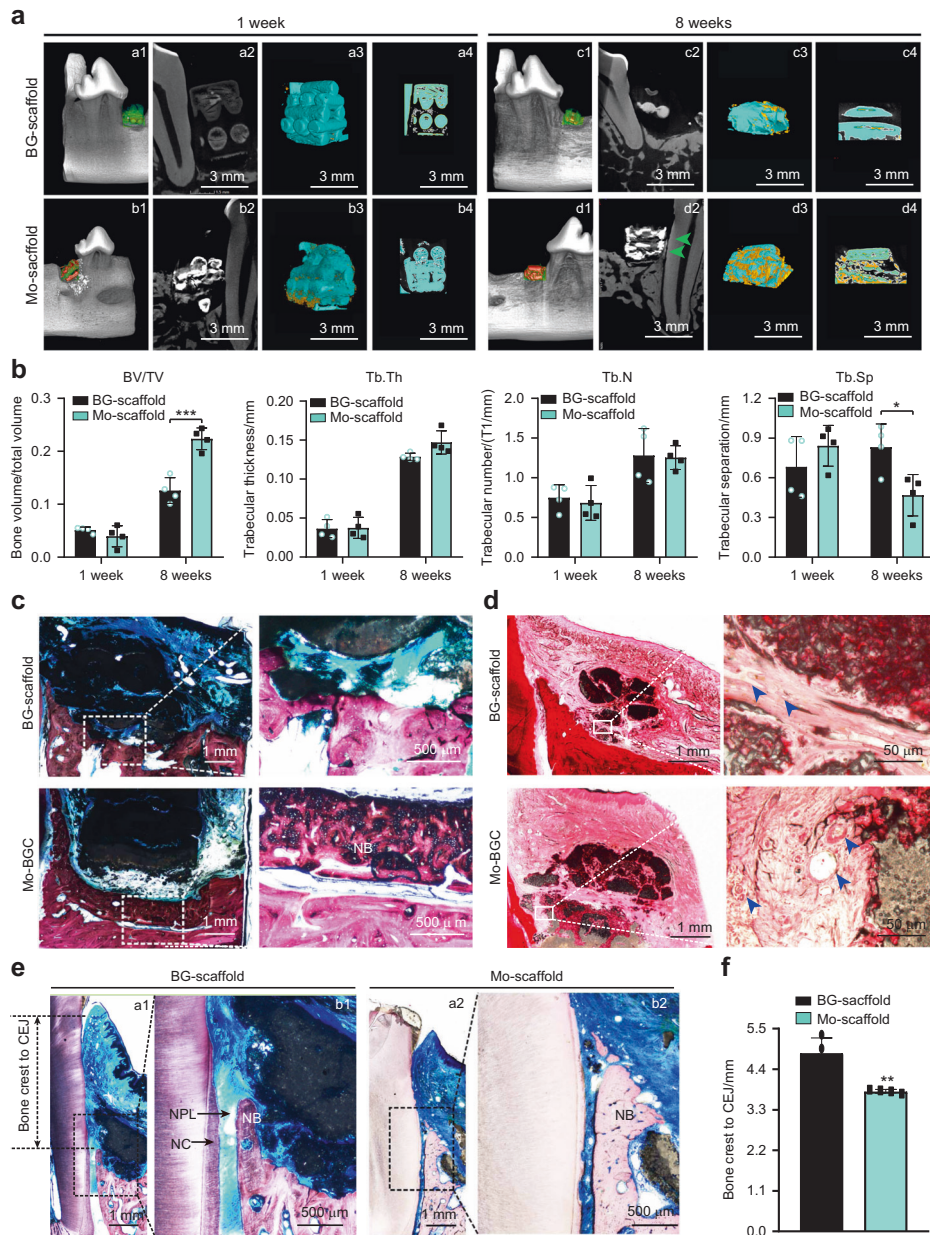 a
1 week
8 weeks
BG-scaffold
a1
a2
a3
a4
c1
c2
c3
c4
3 mm
3 mm
3 mm
3 mm
3 mm
3 mm
Mo-sacffold
b1
b2
b3
b4
d1
d2
d3
d4
3 mm
3 mm
3 mm
3 mm
3 mm
3 mm
b
BV/TV
Bone volume/total volume
0.3
0.2
0.1
0.0
BG-scaffold
Mo-scaffold
***
1 week
8 weeks
Tb.Th
Trabecular thickness/mm
0.20
0.15
0.10
0.05
0.00
BG-scaffold
Mo-scaffold
1 week
8 weeks
Tb.N
Trabecular number/(T1/mm)
2.0
1.5
1.0
0.5
0.0
BG-scaffold
Mo-scaffold
1 week
8 weeks
Tb.Sp
Trabecular separation/mm
1.2
0.9
0.6
0.3
0.0
BG-scaffold
Mo-scaffold
*
1 week
8 weeks
c
BG-scaffold
1 mm
500 μm
Mo-BGC
1 mm
NB
500 μ m
d
BG-scaffold
1 mm
50 μm
Mo-BGC
1 mm
50 μm
e
BG-scaffold
Mo-scaffold
Bone crest to CEJ
a1
1 mm
b1
NPL
NC
NB
500 μm
a2
1 mm
b2
NB
500 μm
f
BG-sacffold
Mo-scaffold
Bone crest to CEJ/mm
5.5
4.4
3.3
2.2
1.1
0.0
**